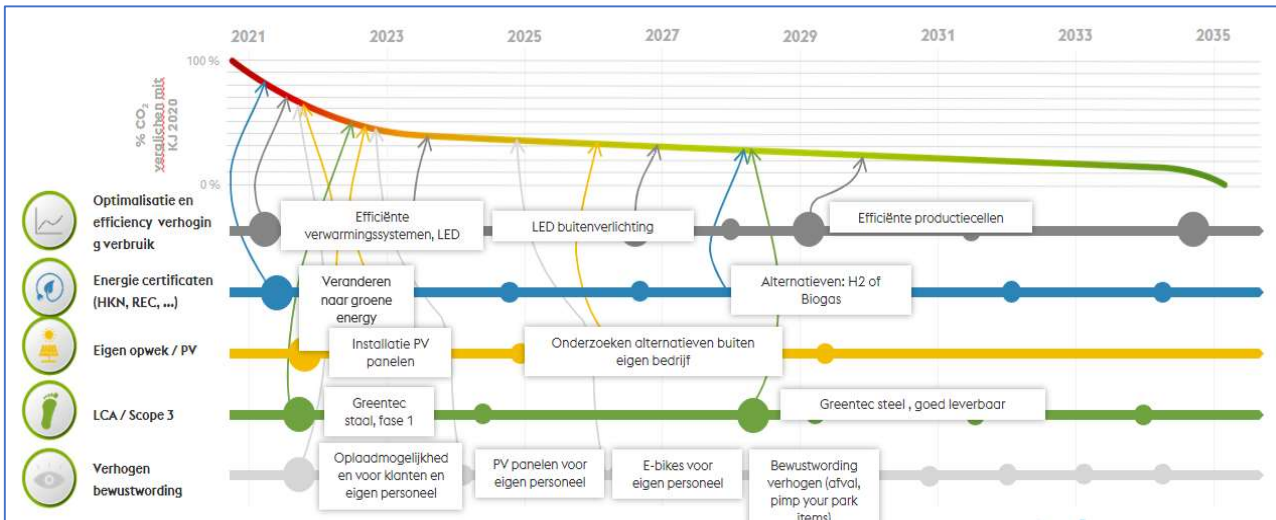 2021 2023 2025 2027 2029 2031 2033 2035
100 %
% CO2
verglichen mit
KJ 2020
0 %
Optimalisatie en
efficiency verhogin
g verbruik
Efficiënte
verwarmingssystemen, LED
LED buitenverlichting
Efficiënte productiecellen
Energie certificaten
(HKN, REC, ...)
Veranderen
naar groene
energy
Alternatieven: H2 of
Biogas
Eigen opwek / PV
Installatie PV
panelen
Onderzoeken alternatieven buiten
eigen bedrijf
LCA / Scope 3
Greentec
staal, fase 1
Greentec steel , goed leverbaar
Verhogen
bewustwording
Oplaadmogelijkhed
en voor klanten en
eigen personeel
PV panelen voor
eigen personeel
E-bikes voor
eigen personeel
Bewustwording
verhogen (afval,
pimp your park
items)